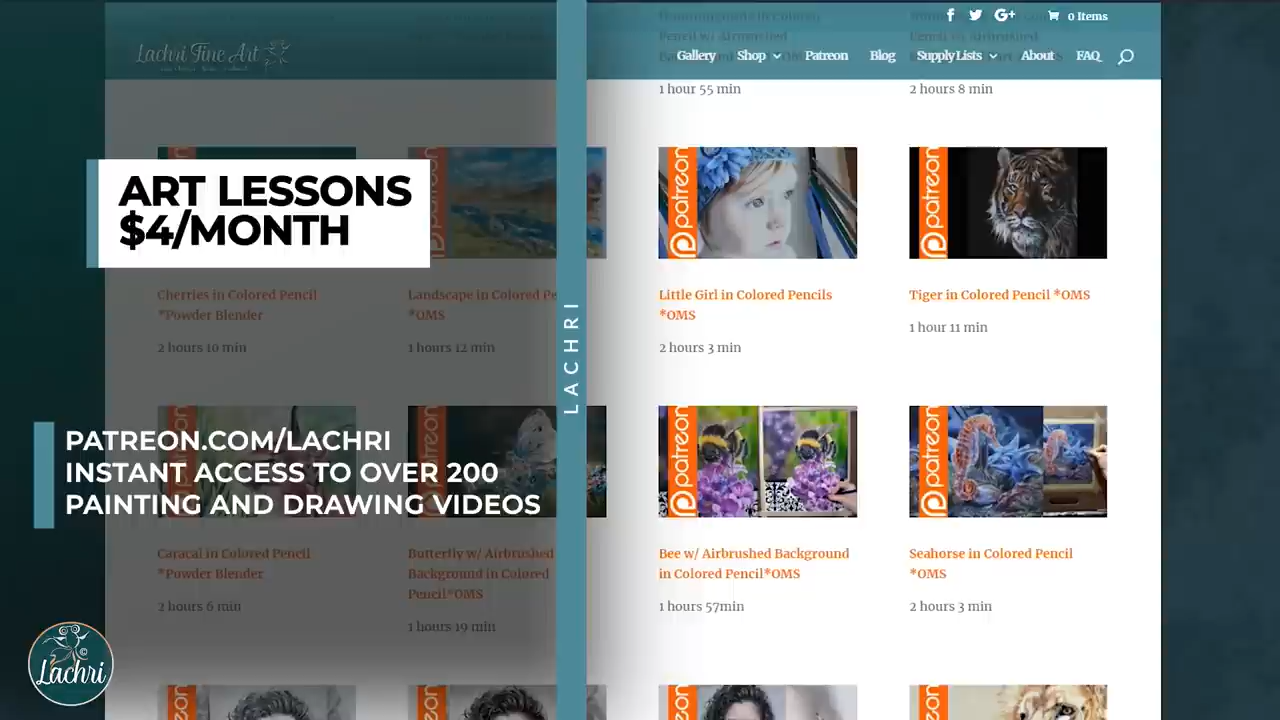 0 Items
Lachri Fine Art
Gallery
Shop
Patreon
Blog
Supply Lists
About
FAQ
1 hour 55 min
2 hours 8 min
ART LESSONS
$4/MONTH
patreon
patreon
Cherries in Colored Pencil
*Powder Blender
2 hours 10 min
Landscape in Colored Pe
*OMS
1 hours 12 min
Little Girl in Colored Pencils
*OMS
2 hours 3 min
Tiger in Colored Pencil *OMS
1 hour 11 min
LACHRI
PATREON.COM/LACHRI
INSTANT ACCESS TO OVER 200
PAINTING AND DRAWING VIDEOS
patreon
patreon
Caracal in Colored Pencil
*Powder Blender
2 hours 6 min
Butterfly w/ Airbrushed
Background in Colored
Pencil*OMS
1 hours 19 min
Bee w/ Airbrushed Background
in Colored Pencil*OMS
1 hours 57min
Seahorse in Colored Pencil
*OMS
2 hours 3 min
Lachri